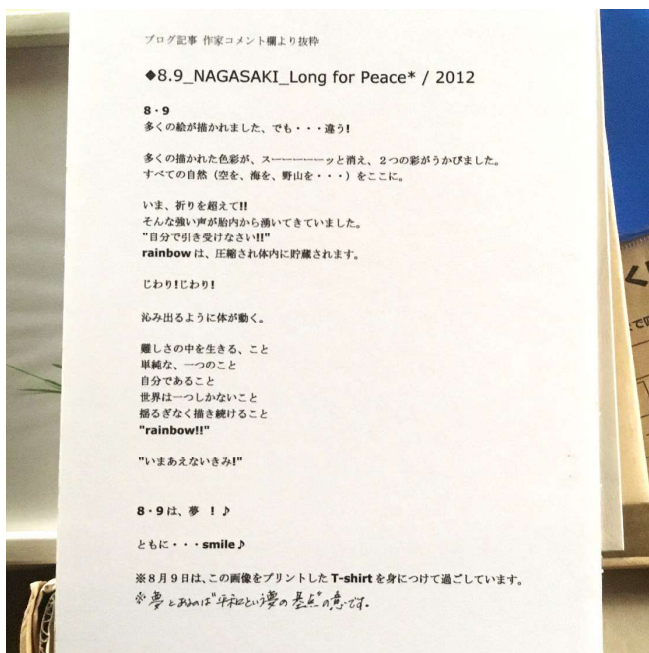 ブログ記事 作家コメント欄より抜粋
◆8.9_NAGASAKI_Long for Peace* / 2012
8・9
多くの絵が描かれました、でも・・・違う!
多くの描かれた色彩が、スーーーーーッと消え、２つの彩がうかびました。
すべての自然（空を、海を、野山を・・・）をここに。
いま、祈りを超えて!!
そんな強い声が胎内から湧いてきていました。
"自分で引き受けなさい!!"
rainbow は、圧縮され体内に貯蔵されます。
じわり!じわり!
沁み出るように体が動く。
難しさの中を生きる、こと
単純な、一つのこと
自分であること
世界は一つしかないこと
揺るぎなく描き続けること
"rainbow!!"
"いまあえないきみ!"
8・9 は、夢 ！♪
ともに・・・smile♪
※８月９日は、この画像をプリントした T-shirt を身につけて過ごしています。
※夢とあるのは"平和という夢の基点"の意です。